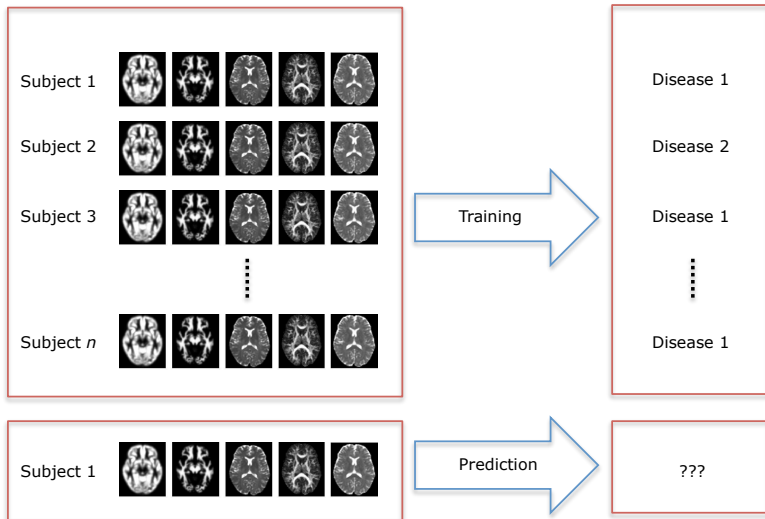 Subject 1
Disease 1
Subject 2
Disease 2
Subject 3
Training
Disease 1
Subject n
Disease 1
Subject 1
Prediction
???